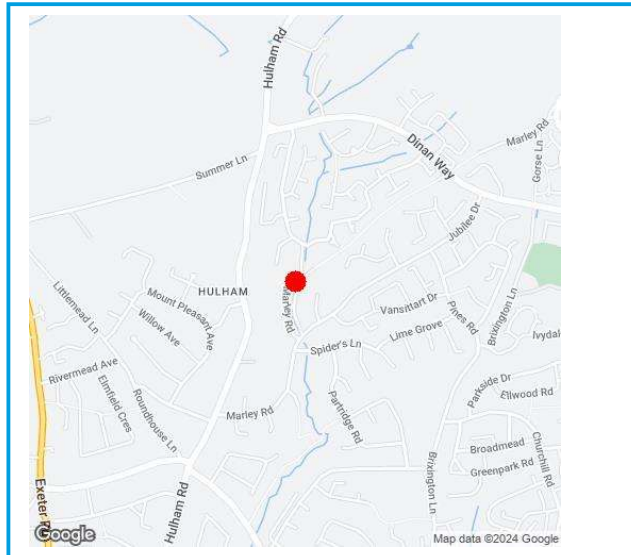 Hulham Rd
Dinan Way
Marley Rd
Gorse Ln
Summer Ln
Jubilee Dr
HULHAM
Marley Rd
Littlemead Ln
Mount Pleasant Ave
Willow Ave
Vansittart Dr
Pines Rd
Brixington Ln
Lime Grove
Spider's Ln
Rivermead Ave
Elmfield Cres
Roundhouse Ln
Parkside Dr
Ellwood Rd
Marley Rd
Partridge Rd
Broadmead
Greenpark Rd
Churchill Rd
Brixington Ln
Hulham Rd
Exeter
Google
Map data ©2024 Google